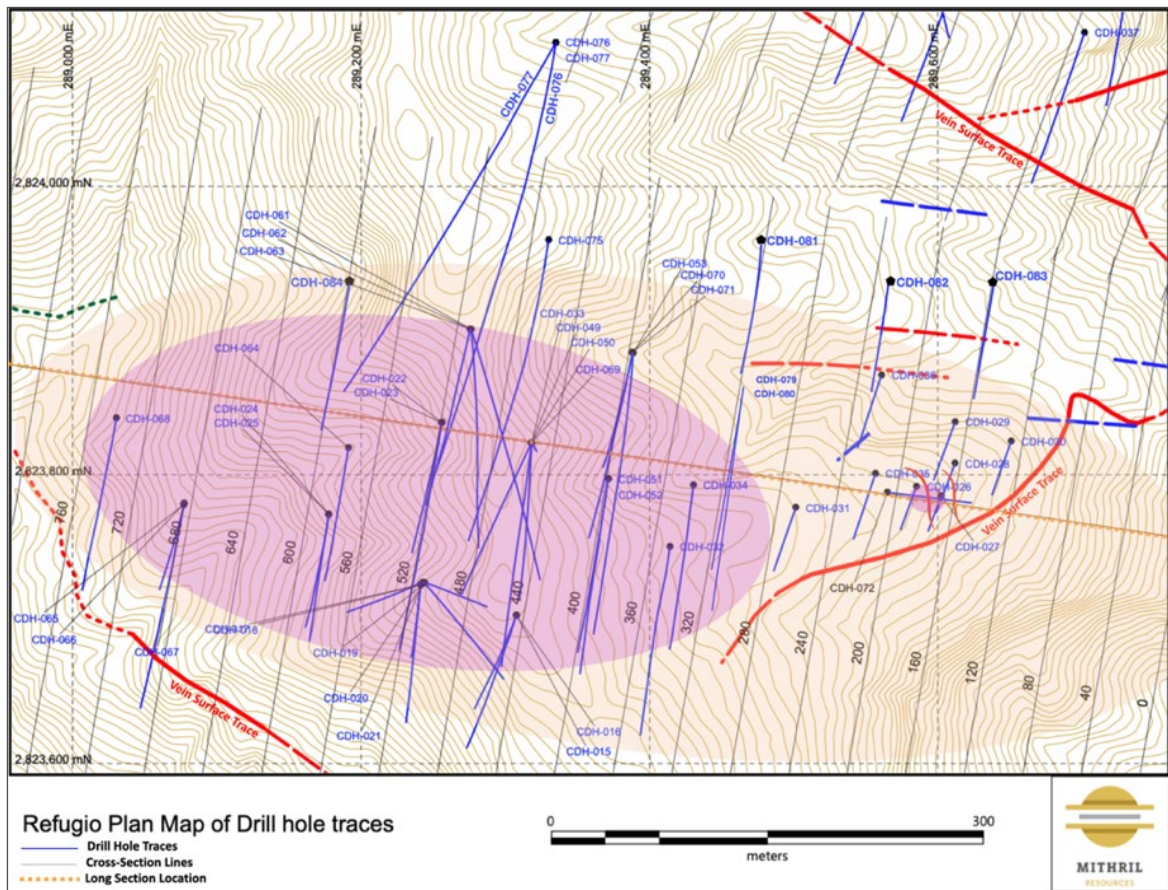 289,000 mE
289,200 mE
289,400 mE
289,600 mE
CDH-076
CDH-077
CDH-037
CDH-077
CDH-076
Vein Surface Trace
2,824,000 mN
CDH-061
CDH-062
CDH-063
CDH-075
CDH-081
CDH-053
CDH-070
CDH-071
CDH-084
CDH-082
CDH-083
CDH-033
CDH-049
CDH-050
CDH-069
CDH-064
CDH-022
CDH-023
CDH-079
CDH-080
CDH-024
CDH-025
CDH-068
CDH-029
CDH-030
CDH-028
2,823,800 mN
CDH-051
CDH-052
CDH-034
CDH-035
CDH-026
CDH-031
CDH-027
Vein Surface Trace
CDH-032
CDH-072
760
720
680
640
600
560
520
480
440
400
360
320
280
240
200
160
120
80
40
0
CDH-065
CDH-066
CDH-067
CDH-019
CDH-020
CDH-021
CDH-016
CDH-015
Vein Surface Trace
2,823,600 mN
Refugio Plan Map of Drill hole traces
Drill Hole Traces
Cross-Section Lines
Long Section Location
0
300
meters
MITHRIL
RESOURCES